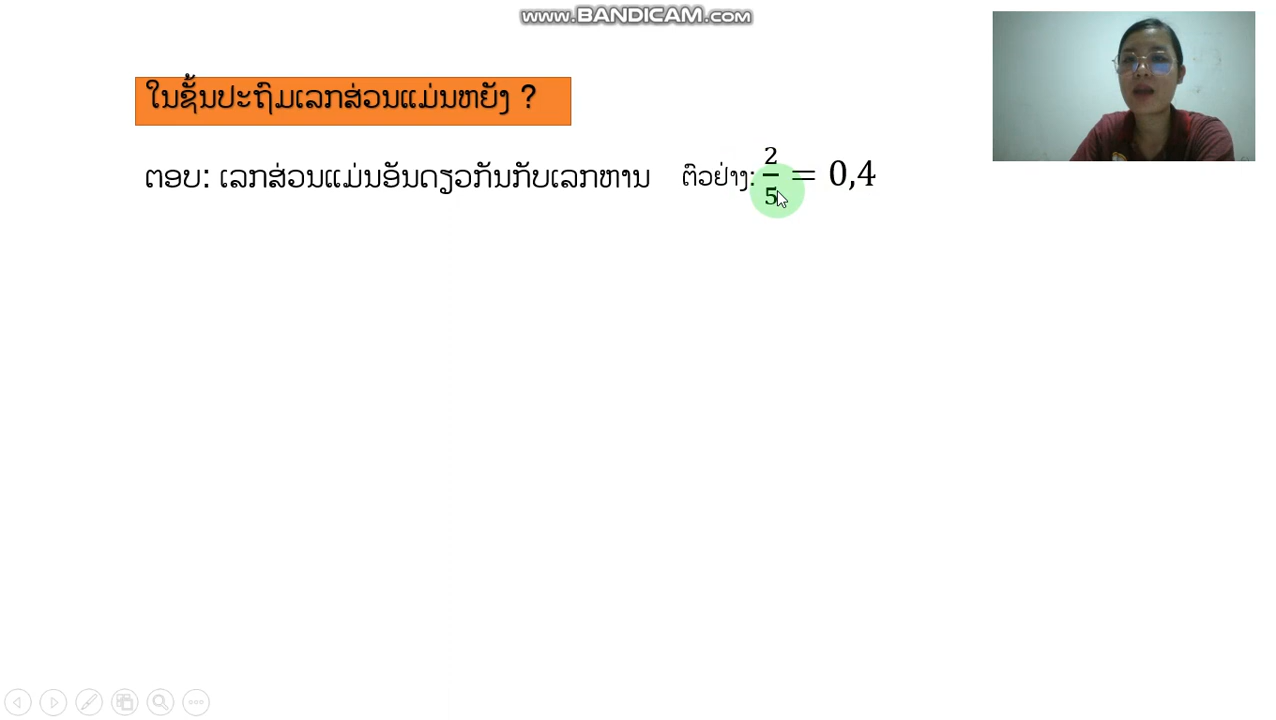 WWW.BANDICAM.COM
ໃນຊັ້ນປະຖົມເລກສ່ວນແມ່ນຫຍັງ ?
ຕອບ: ເລກສ່ວນແມ່ນອັນດຽວກັນກັບເລກຫານ ຕົວຢ່າງ: 2/5 = 0,4